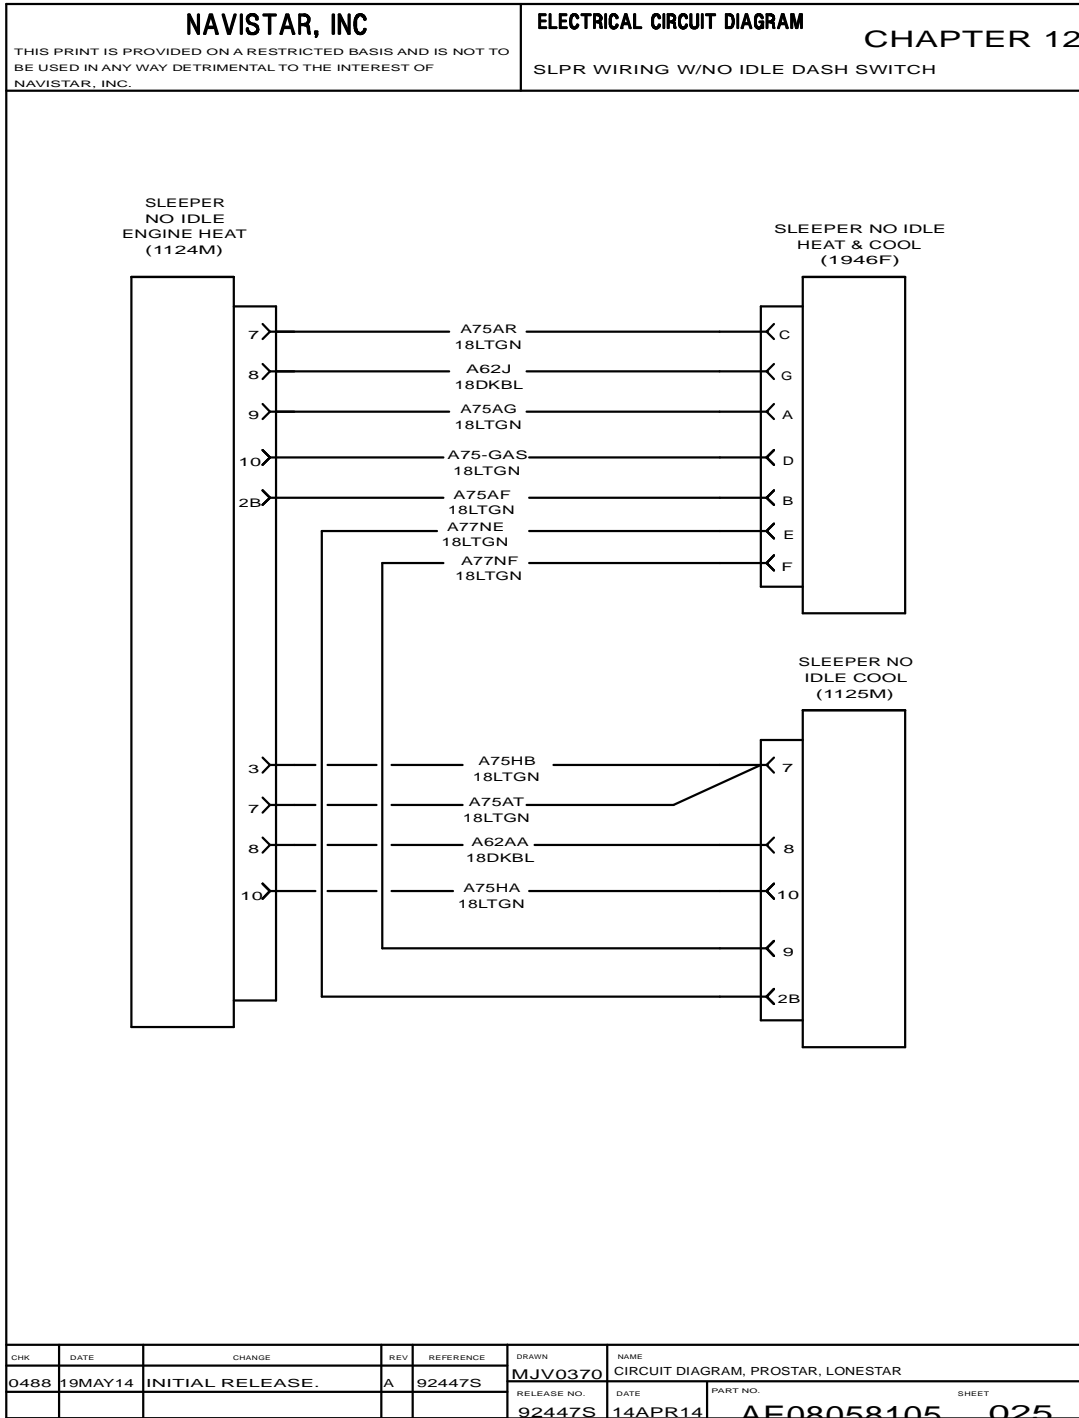 NAVISTAR, INC
THIS PRINT IS PROVIDED ON A RESTRICTED BASIS AND IS NOT TO
BE USED IN ANY WAY DETRIMENTAL TO THE INTEREST OF
NAVISTAR, INC.
ELECTRICAL CIRCUIT DIAGRAM
CHAPTER 12
SLPR WIRING W/NO IDLE DASH SWITCH
SLEEPER
NO IDLE
ENGINE HEAT
(1124M)
SLEEPER NO IDLE
HEAT & COOL
(1946F)
7
A75AR
18LTGN
C
8
A62J
18DKBL
G
9
A75AG
18LTGN
A
10
A75-GAS
18LTGN
D
2B
A75AF
18LTGN
B
A77NE
18LTGN
E
A77NF
18LTGN
F
SLEEPER NO
IDLE COOL
(1125M)
3
A75HB
18LTGN
7
7
A75AT
18LTGN
8
A62AA
18DKBL
8
10
A75HA
18LTGN
10
9
2B
CHK DATE CHANGE REV REFERENCE
0488 19MAY14 INITIAL RELEASE. A 92447S
DRAWN
MJV0370
NAME
CIRCUIT DIAGRAM, PROSTAR, LONESTAR
RELEASE NO.
92447S
DATE
14APR14
PART NO.
AE08058105
SHEET
025